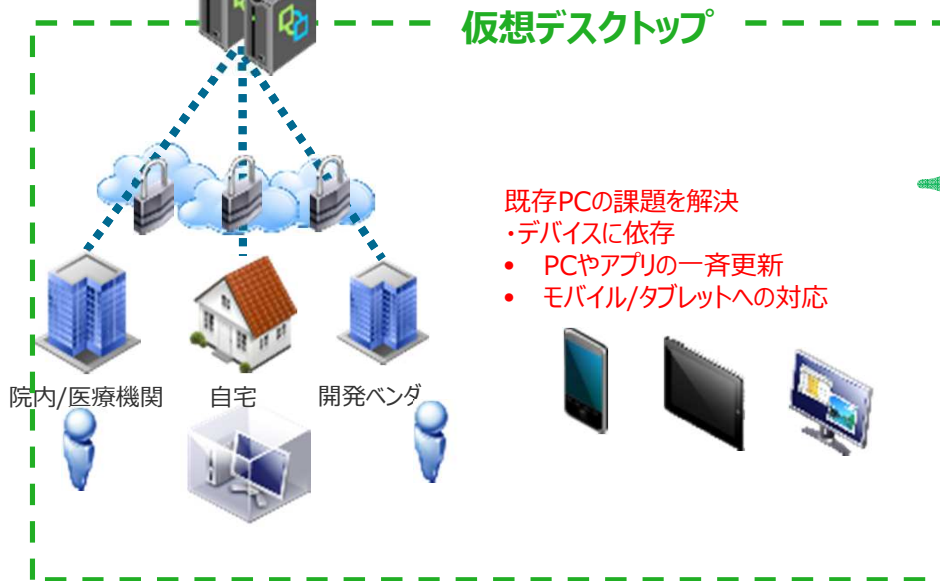 仮想デスクトップ
既存PCの課題を解決
・デバイスに依存
• PCやアプリの一斉更新
• モバイル/タブレットへの対応
院内/医療機関
自宅
開発ベンダ